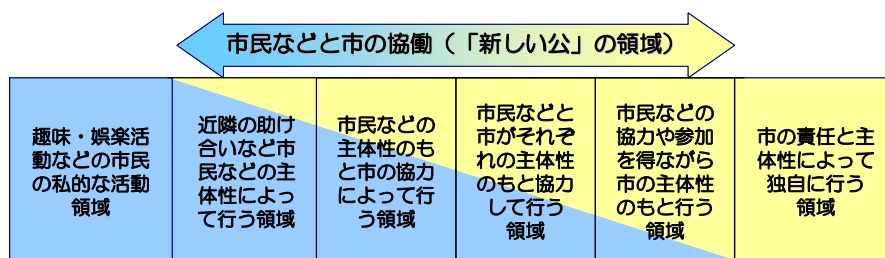 市民などと市の協働（「新しい公」の領域）
趣味・娯楽活
動などの市民
の私的な活動
領域
近隣の助け
合いなど市
民などの主
体性によっ
て行う領域
市民などの
主体性のも
と市の協力
によって行
う領域
市民などと
市がそれぞ
れの主体性
のもと協力
して行う
領域
市民などの
協力や参加
を得ながら
市の主体性
のもと行う
領域
市の責任と主
体性によって
独自に行う
領域